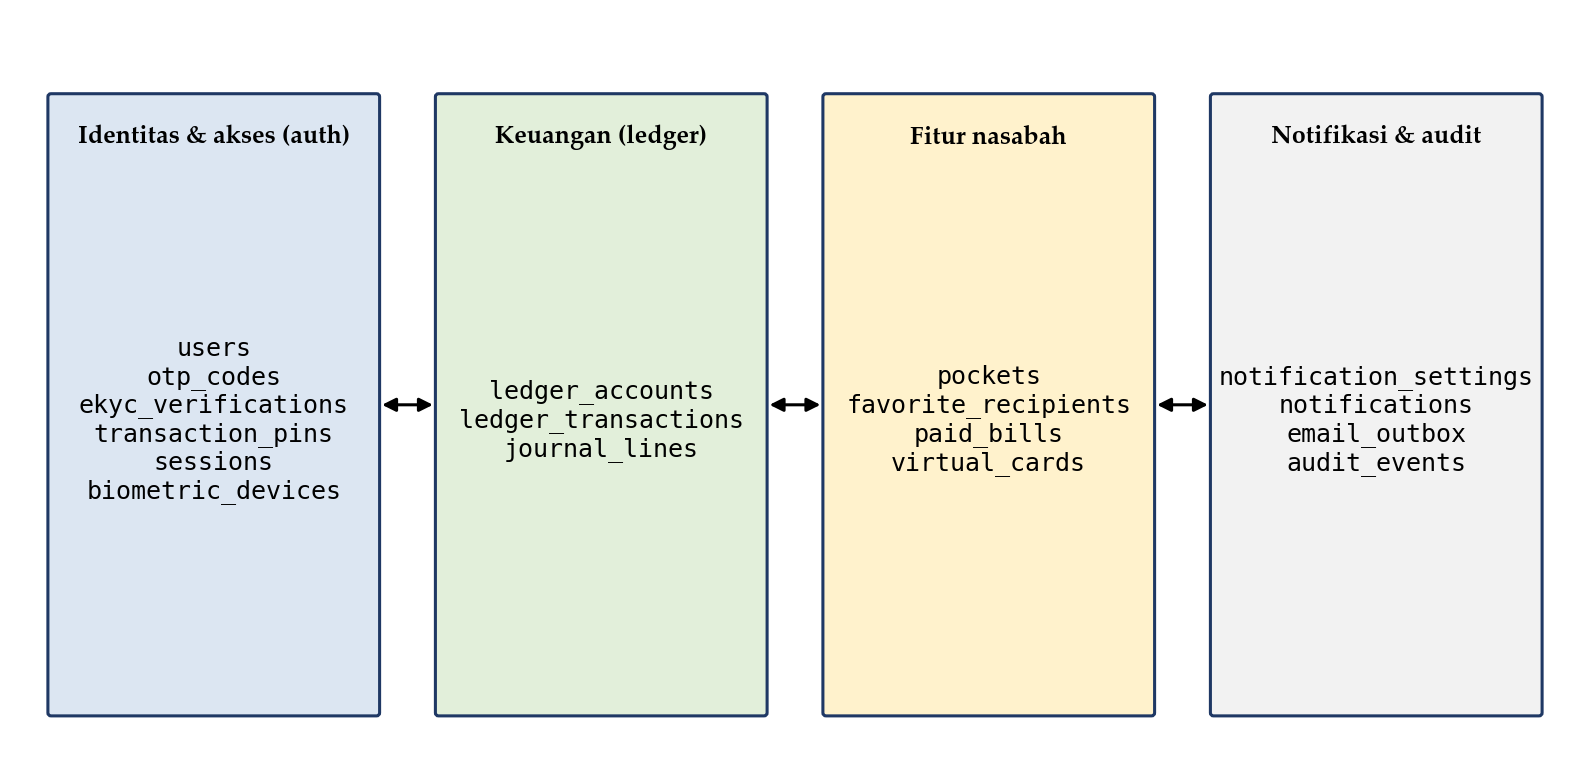 Identitas & akses (auth)
users
otp_codes
ekyc_verifications
transaction_pins
sessions
biometric_devices
Keuangan (ledger)
ledger_accounts
ledger_transactions
journal_lines
Fitur nasabah
pockets
favorite_recipients
paid_bills
virtual_cards
Notifikasi & audit
notification_settings
notifications
email_outbox
audit_events